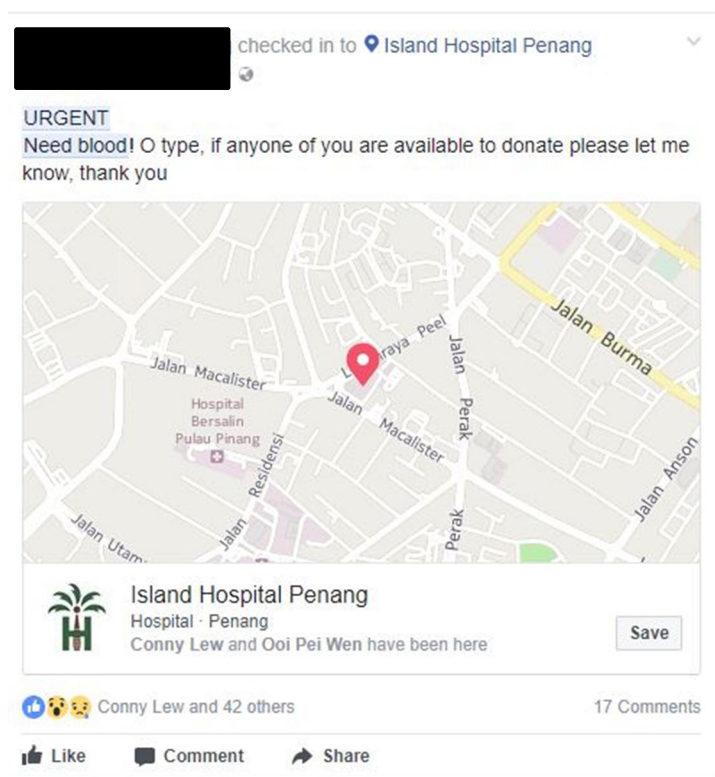 checked in to Island Hospital Penang
URGENT
Need blood! O type, if anyone of you are available to donate please let me
know, thank you
Jalan Burma
raya Peel
Jalan Perak
Jalan Macalister
Hospital
Bersalin
Pulau Pinang
Jalan Macalister
Jalan Residensi
Jalan Anson
Perak
Jalan Utam
Island Hospital Penang
Hospital · Penang
Conny Lew and Ooi Pei Wen have been here
Save
Conny Lew and 42 others
17 Comments
Like
Comment
Share